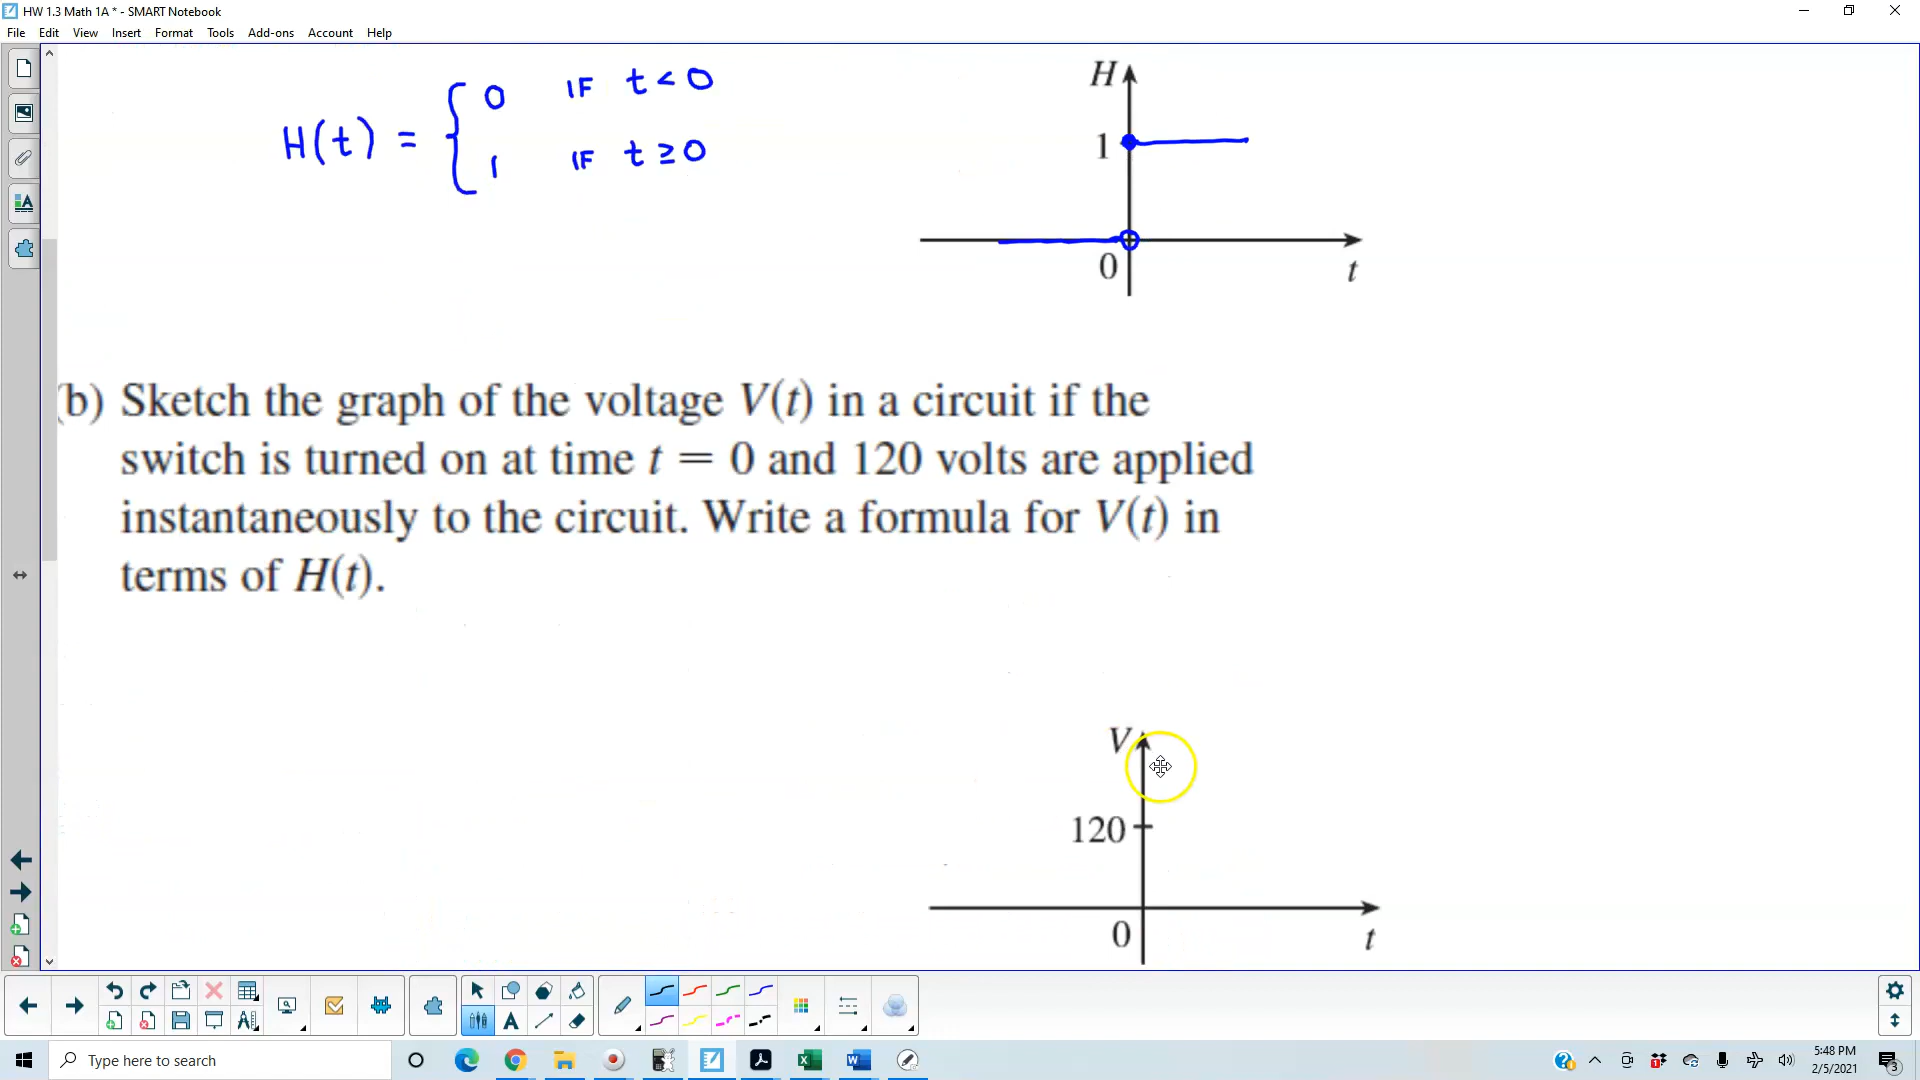 HW 1.3 Math 1A * - SMART Notebook
File Edit View Insert Format Tools Add-ons Account Help
H(t) = { 0 IF t < 0
1 IF t ≥ 0
H
1
0
t
(b) Sketch the graph of the voltage V(t) in a circuit if the
switch is turned on at time t = 0 and 120 volts are applied
instantaneously to the circuit. Write a formula for V(t) in
terms of H(t).
V
120
0
t
Type here to search
5:48 PM
2/5/2021